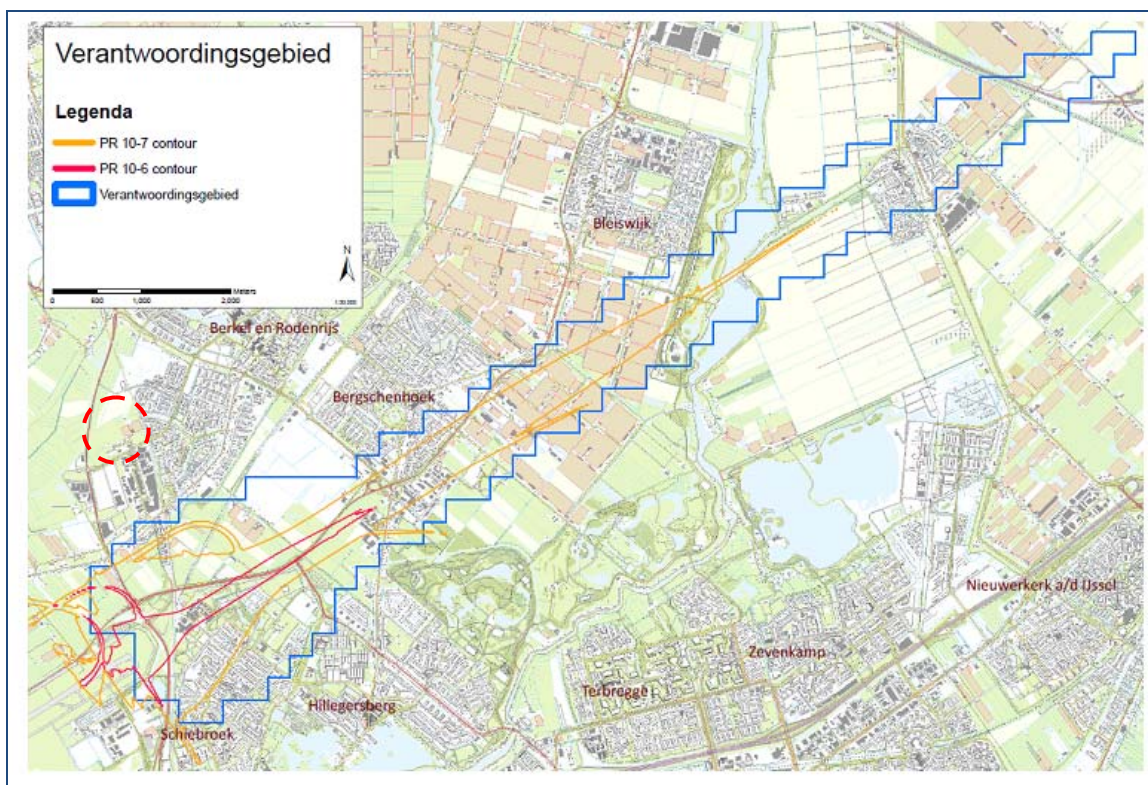 Verantwoordingsgebied
Legenda
PR 10-7 contour
PR 10-6 contour
Verantwoordingsgebied
N
Meters
0 500 1,000 2,000
Bleiswijk
Berkel en Rodenrijs
Bergschenhoek
Nieuwerkerk a/d IJssel
Zevenkamp
Terbregge
Hillegersberg
Schiebroek